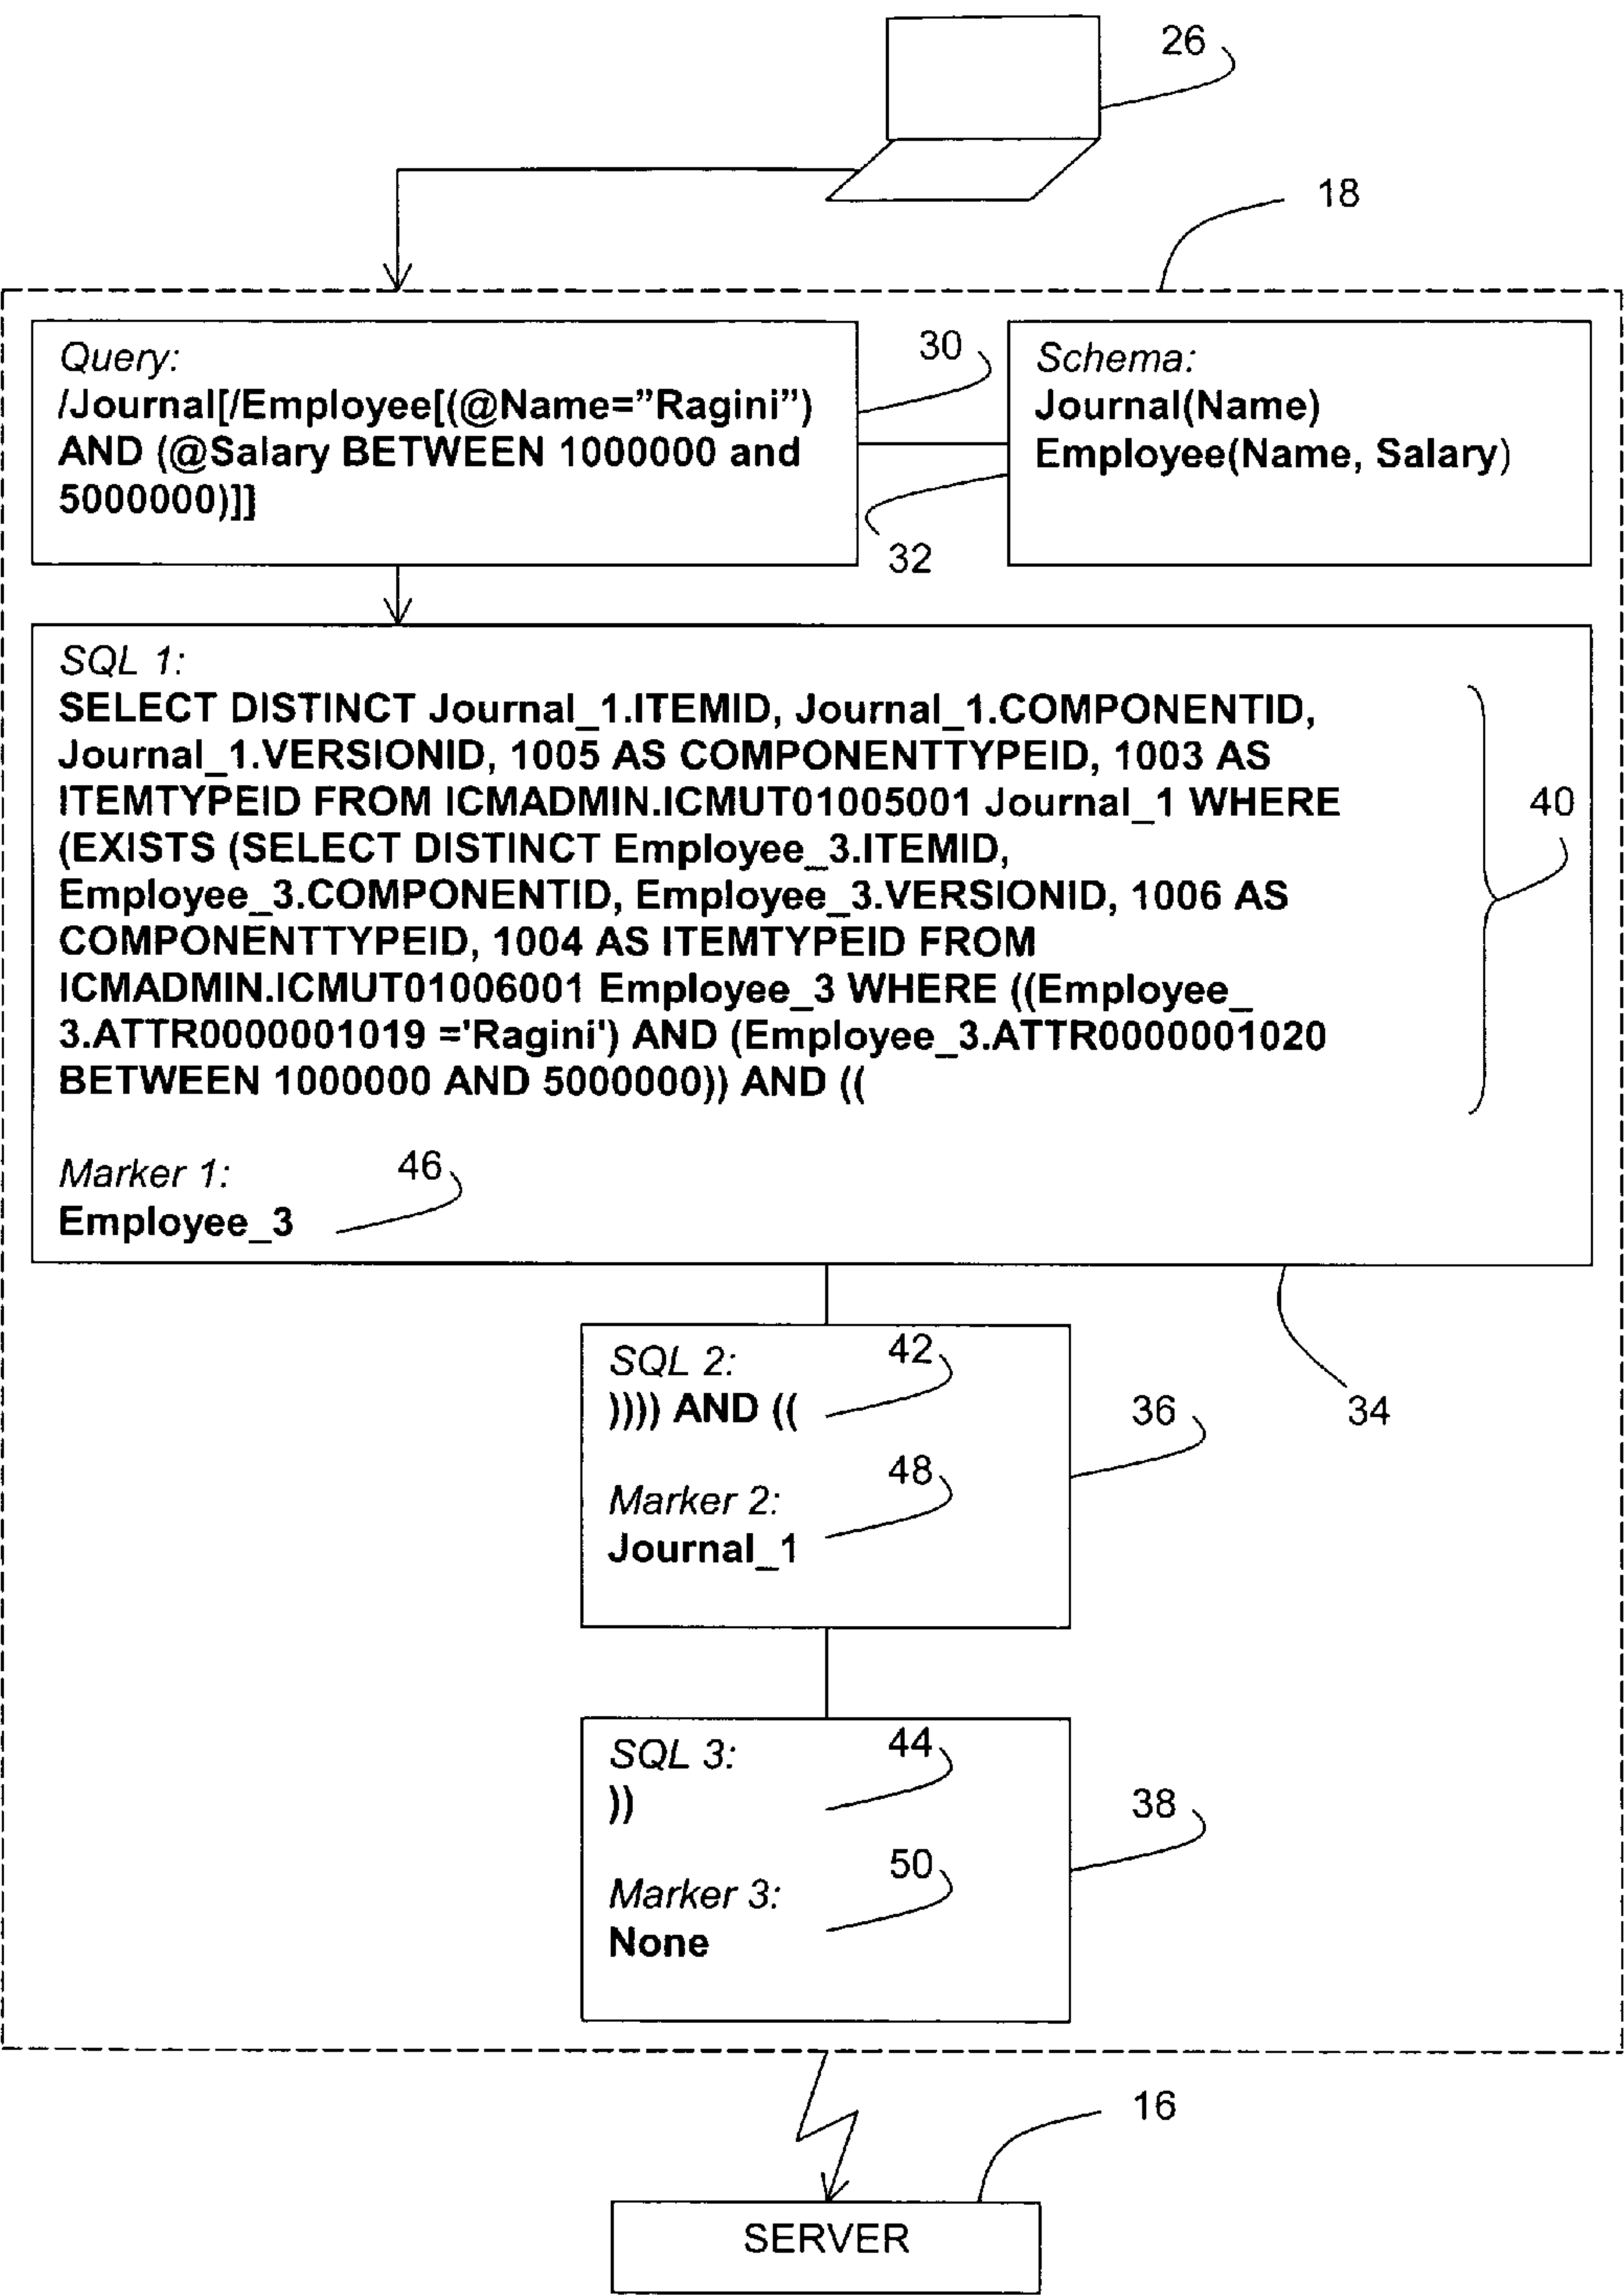 26
18
Query:
/Journal[/Employee[(@Name=”Ragini”)
AND (@Salary BETWEEN 1000000 and
5000000)]]
30
32
Schema:
Journal(Name)
Employee(Name, Salary)
SQL 1:
SELECT DISTINCT Journal_1.ITEMID, Journal_1.COMPONENTID,
Journal_1.VERSIONID, 1005 AS COMPONENTTYPEID, 1003 AS
ITEMTYPEID FROM ICMADMIN.ICMUT01005001 Journal_1 WHERE
(EXISTS (SELECT DISTINCT Employee_3.ITEMID,
Employee_3.COMPONENTID, Employee_3.VERSIONID, 1006 AS
COMPONENTTYPEID, 1004 AS ITEMTYPEID FROM
ICMADMIN.ICMUT01006001 Employee_3 WHERE ((Employee_
3.ATTR0000001019 ='Ragini') AND (Employee_3.ATTR0000001020
BETWEEN 1000000 AND 5000000)) AND ((
40
Marker 1:
46
Employee_3
34
SQL 2:
42
)))) AND ((
36
Marker 2:
48
Journal_1
SQL 3:
44
))
38
Marker 3:
50
None
16
SERVER